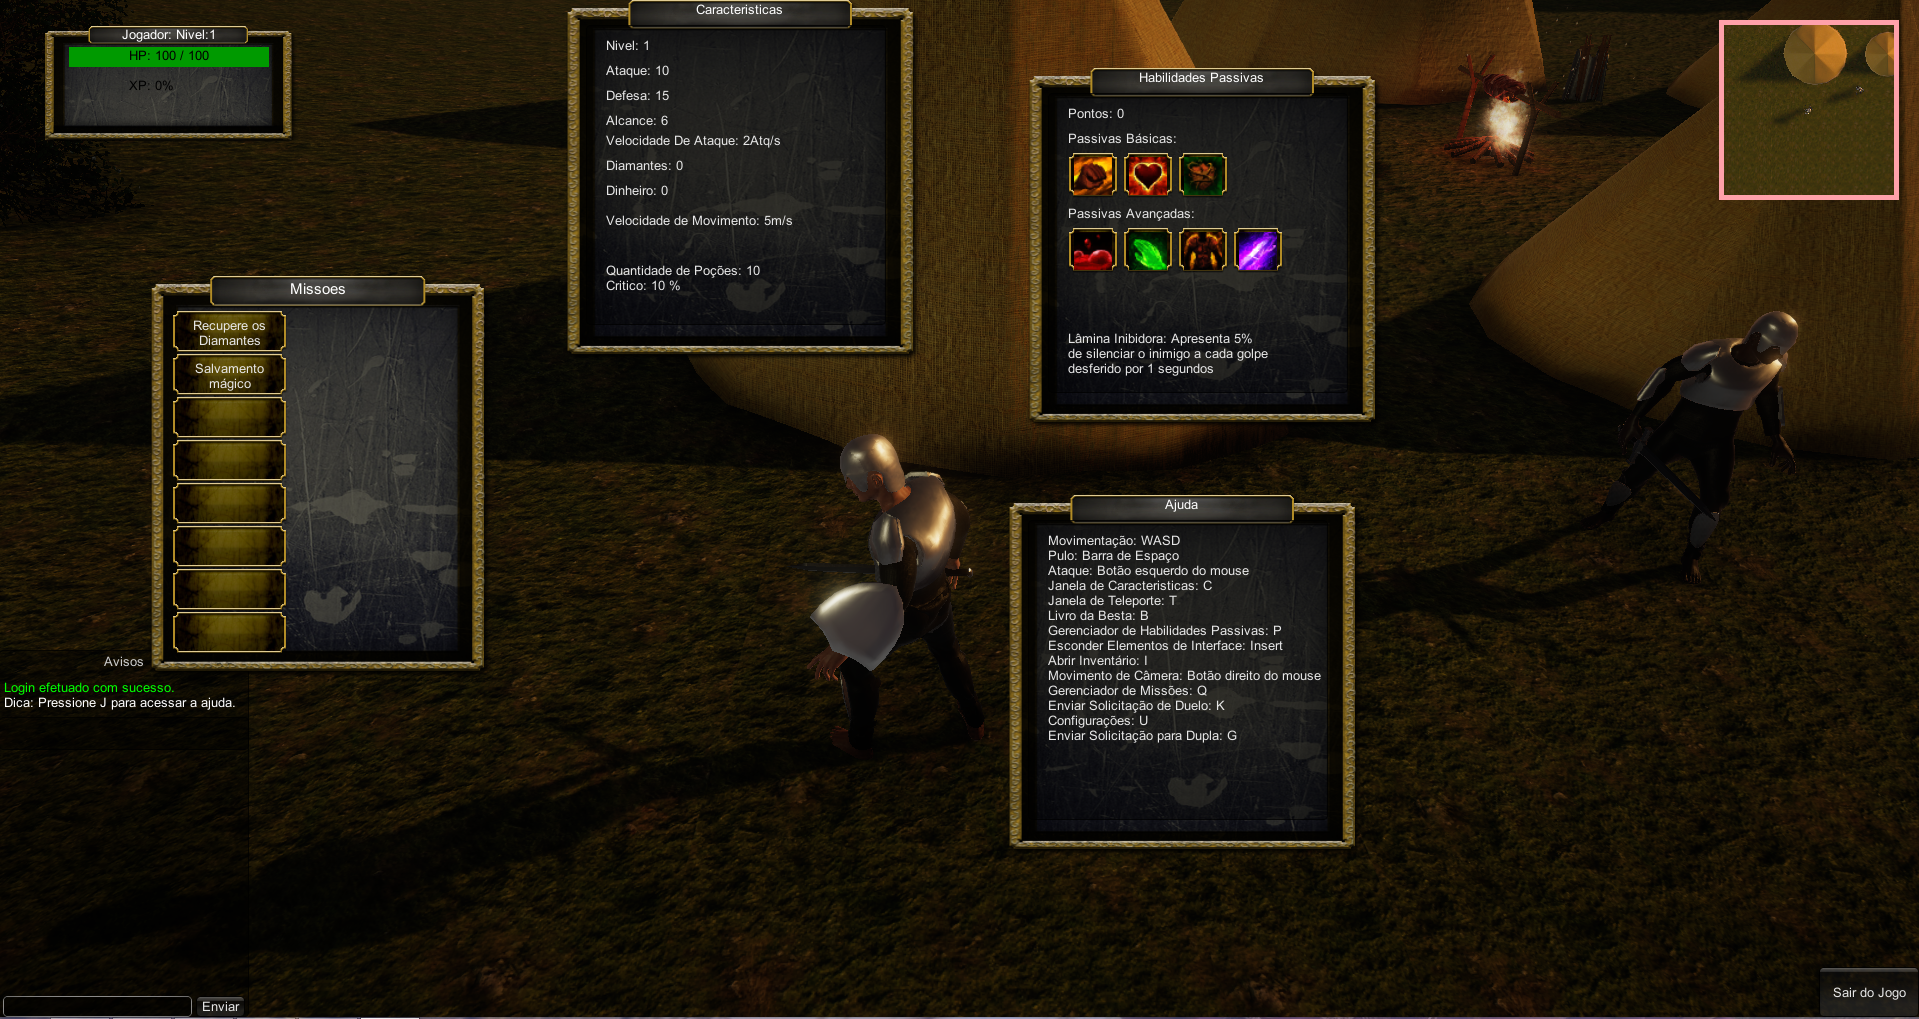 Jogador: Nivel:1
HP: 100 / 100
XP: 0%
Caracteristicas
Nivel: 1
Ataque: 10
Defesa: 15
Alcance: 6
Velocidade De Ataque: 2Atq/s
Diamantes: 0
Dinheiro: 0
Velocidade de Movimento: 5m/s
Quantidade de Poções: 10
Critico: 10 %
Habilidades Passivas
Pontos: 0
Passivas Básicas:
Passivas Avançadas:
Lâmina Inibidora: Apresenta 5%
de silenciar o inimigo a cada golpe
desferido por 1 segundos
Missoes
Recupere os
Diamantes
Salvamento
mágico
Ajuda
Movimentação: WASD
Pulo: Barra de Espaço
Ataque: Botão esquerdo do mouse
Janela de Caracteristicas: C
Janela de Teleporte: T
Livro da Besta: B
Gerenciador de Habilidades Passivas: P
Esconder Elementos de Interface: Insert
Abrir Inventário: I
Movimento de Câmera: Botão direito do mouse
Gerenciador de Missões: Q
Enviar Solicitação de Duelo: K
Configurações: U
Enviar Solicitação para Dupla: G
Avisos
Login efetuado com sucesso.
Dica: Pressione J para acessar a ajuda.
Enviar
Sair do Jogo